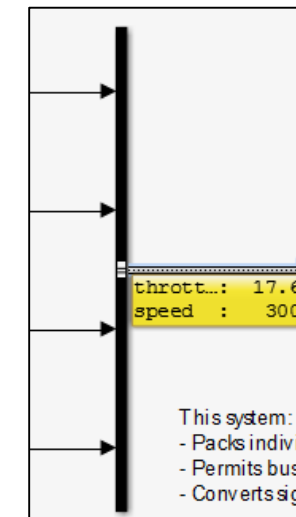 thrott…: 17.6
speed : 300
This system:
- Packs indivi
- Permits bus
- Converts sig